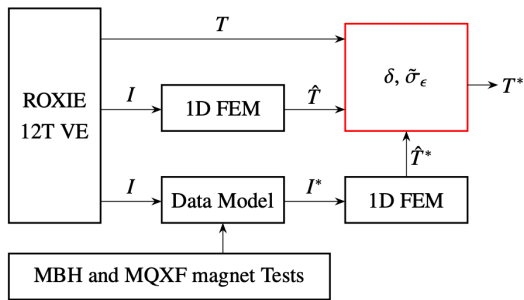 T
ROXIE
12T VE
I
1D FEM
T̂
δ, σ̃ϵ
T*
T̂*
I
Data Model
I*
1D FEM
MBH and MQXF magnet Tests